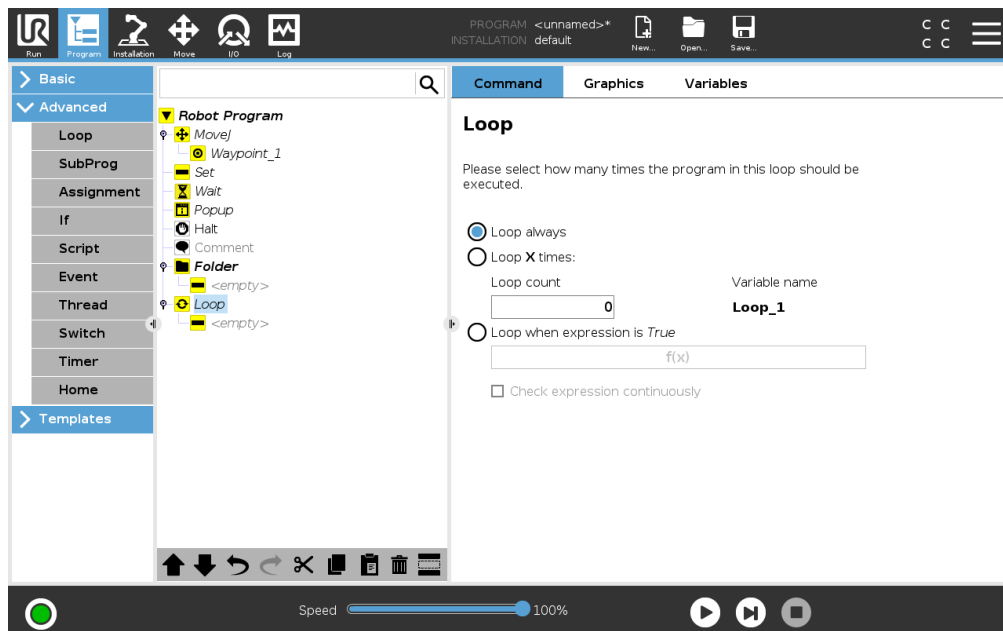 PROGRAM <unnamed>*
INSTALLATION default
C C
C C
UR
Run
Program
Installation
Move
I/O
Log
New...
Open...
Save...
Basic
Advanced
Loop
SubProg
Assignment
If
Script
Event
Thread
Switch
Timer
Home
Templates
Robot Program
MoveJ
Waypoint_1
Set
Wait
Popup
Halt
Comment
Folder
<empty>
Loop
<empty>
Command Graphics Variables
Loop
Please select how many times the program in this loop should be
executed.
Loop always
Loop X times:
Loop count Variable name
0 Loop_1
Loop when expression is True
f(x)
Check expression continuously
Speed 100%